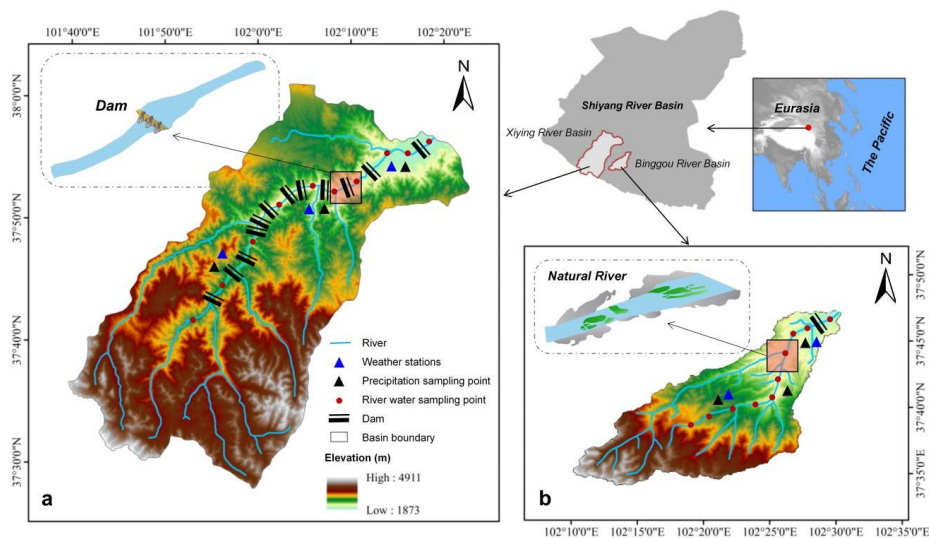 101°40'0"E
102°0'0"E
102°10'0"E
102°20'0"E
38°0'0"N
37°50'0"N
37°40'0"N
37°30'0"N
Dam
N
River
Weather stations
Precipitation sampling point
River water sampling point
Dam
Basin boundary
Elevation (m)
High : 4911
Low : 1873
a
Shiyang River Basin
Xiying River Basin
Binggou River Basin
Eurasia
The Pacific
Natural River
N
37°50'0"N
37°45'0"N
37°40'0"N
37°35'0"E
b
102°10'0"E
102°15'0"E
102°20'0"E
102°25'0"E
102°30'0"E
102°35'0"E